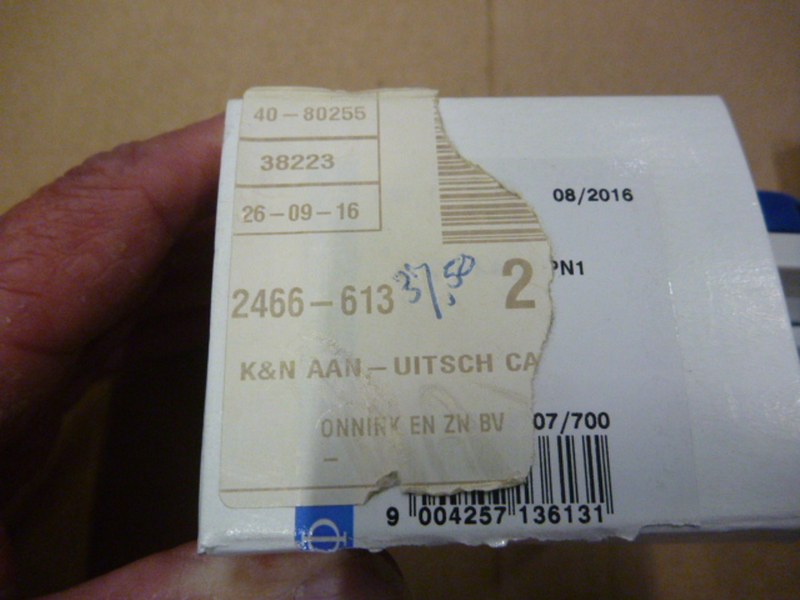 40-80255
38223
26-09-16
08/2016
PN1
2466-613 37,50 2
K&N AAN.- UITSCH CA
ONNINK EN ZN BV
07/700
9 004257 136131